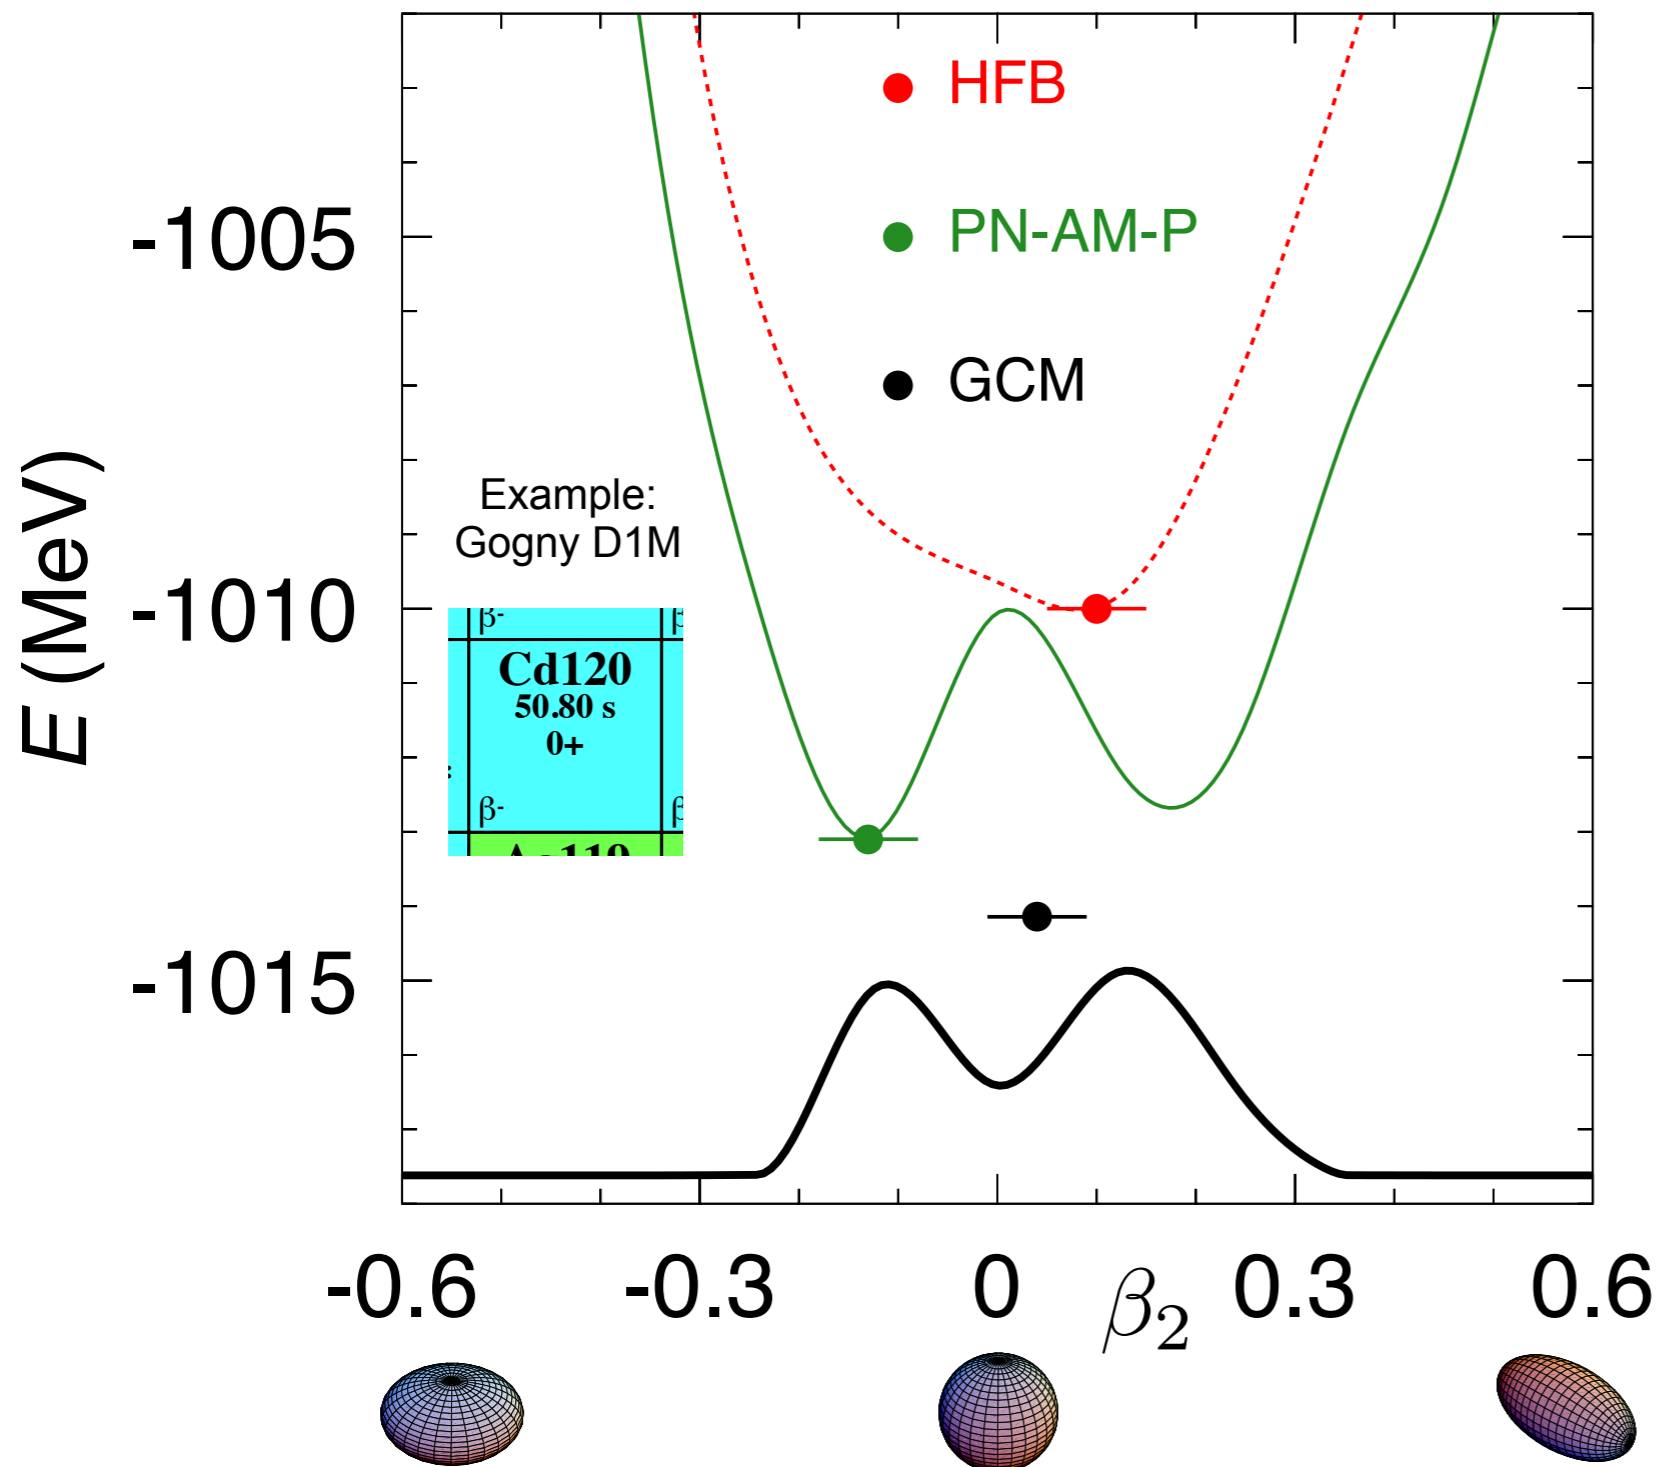 HFB
PN-AM-P
GCM
E (MeV)
-1005
-1010
-1015
Example:
Gogny D1M
β-
Cd120
50.80 s
0+
β-
-0.6
-0.3
0
0.3
0.6
β2